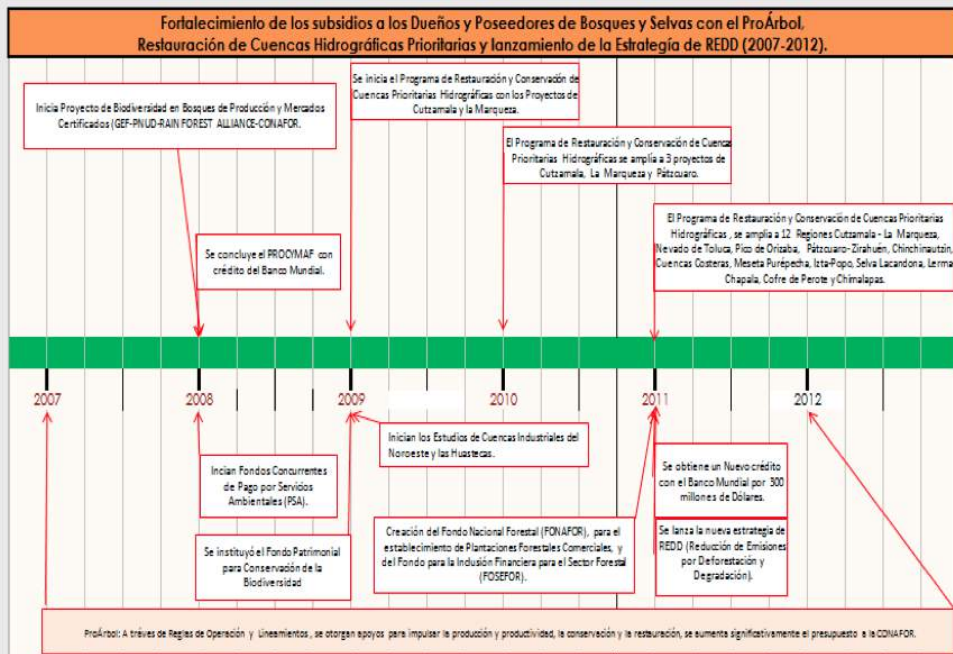 Fortalecimiento de los subsidios a los Dueños y Poseedores de Bosques y Selvas con el ProÁrbol,
Restauración de Cuencas Hidrográficas Prioritarias y lanzamiento de la Estrategía de REDD (2007-2012).
Inicia Proyecto de Biodiversidad en Bosques de Producción y Mercados
Certificados (GEF-PNUD-RAIN FOREST ALLIANCE-CONAFOR.
Se inicia el Programa de Restauración y Conservación de
Cuencas Prioritarias Hidrográficas con los Proyectos de
Cutzamala y la Marqueza.
El Programa de Restauración y Conservación de Cuenca
Prioritarias Hidrográficas se amplía a 3 proyectos de
Cutzamala, La Marqueza y Pátzcuaro.
Se concluye el PROCYMAF con
crédito del Banco Mundial.
El Programa de Restauración y Conservación de Cuencas Prioritarias
Hidrográficas , se amplia a 12 Regiones Cutzamala - La Marqueza,
Nevado de Toluca, Pico de Orizaba, Pátzcuaro-Zirahuén, Chinchinautzin,
Cuencas Costeras, Meseta Purépecha, Izta-Popo, Selva Lacandona, Lerma
Chapala, Cofre de Perote y Chimalapas.
2007
2008
2009
2010
2011
2012
Incian Fondos Concurrentes
de Pago por Servicios
Ambientales (PSA).
Se instituyó el Fondo Patrimonial
para Conservación de la
Biodiversidad
Inician los Estudios de Cuencas Industriales del
Noroeste y las Huastecas.
Creación del Fondo Nacional Forestal (FONAFOR), para el
establecimiento de Plantaciones Forestales Comerciales, y
del Fondo para la Inclusión Financiera para el Sector Forestal
(FOSEFOR).
Se obtiene un Nuevo crédito
con el Banco Mundial por 300
millones de Dólares.
Se lanza la nueva estrategia de
REDD (Reducción de Emisiones
por Deforestación y
Degradación).
ProÁrbol: A tráves de Reglas de Operación y Lineamientos , se otorgan apoyos para impulsar la producción y productividad, la conservación y la restauración, se aumenta significativamente el presupuesto a la CONAFOR.